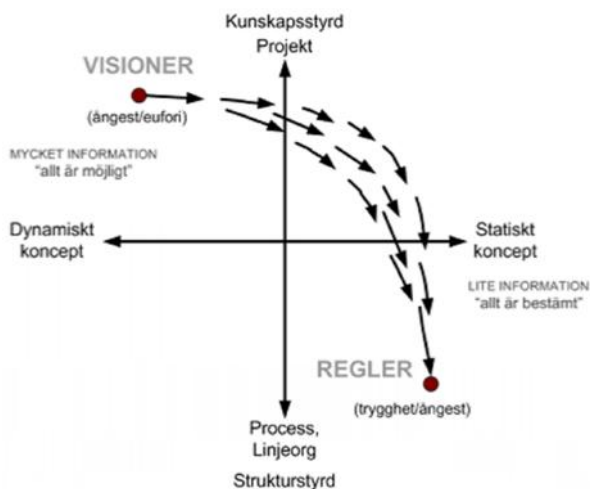 Kunskapsstyrd
Projekt
VISIONER
(ångest/eufori)
MYCKET INFORMATION
"allt är möjligt"
Dynamiskt
koncept
Statiskt
koncept
LITE INFORMATION
"allt är bestämt"
REGLER
(trygghet/ångest)
Process,
Linjeorg
Strukturstyrd